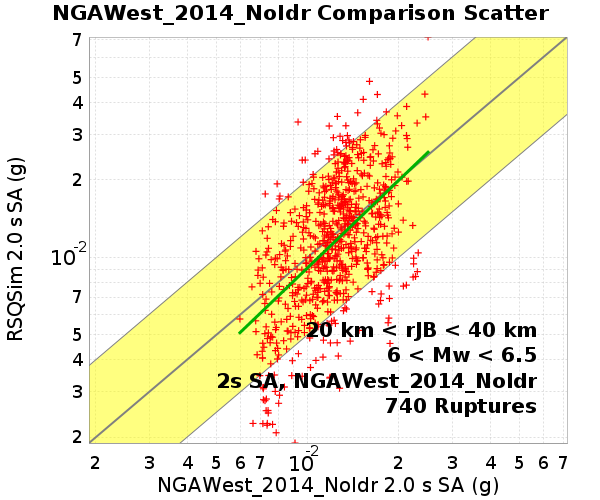 NGAWest_2014_NoIdr Comparison Scatter
7
5
4
3
2
10-2
7
5
4
3
2
RSQSim 2.0 s SA (g)
20 km < rJB < 40 km
6 < Mw < 6.5
2s SA, NGAWest_2014_NoIdr
740 Ruptures
2 3 4 5 6 7 10-2 2 3 4 5 6 7
NGAWest_2014_NoIdr 2.0 s SA (g)